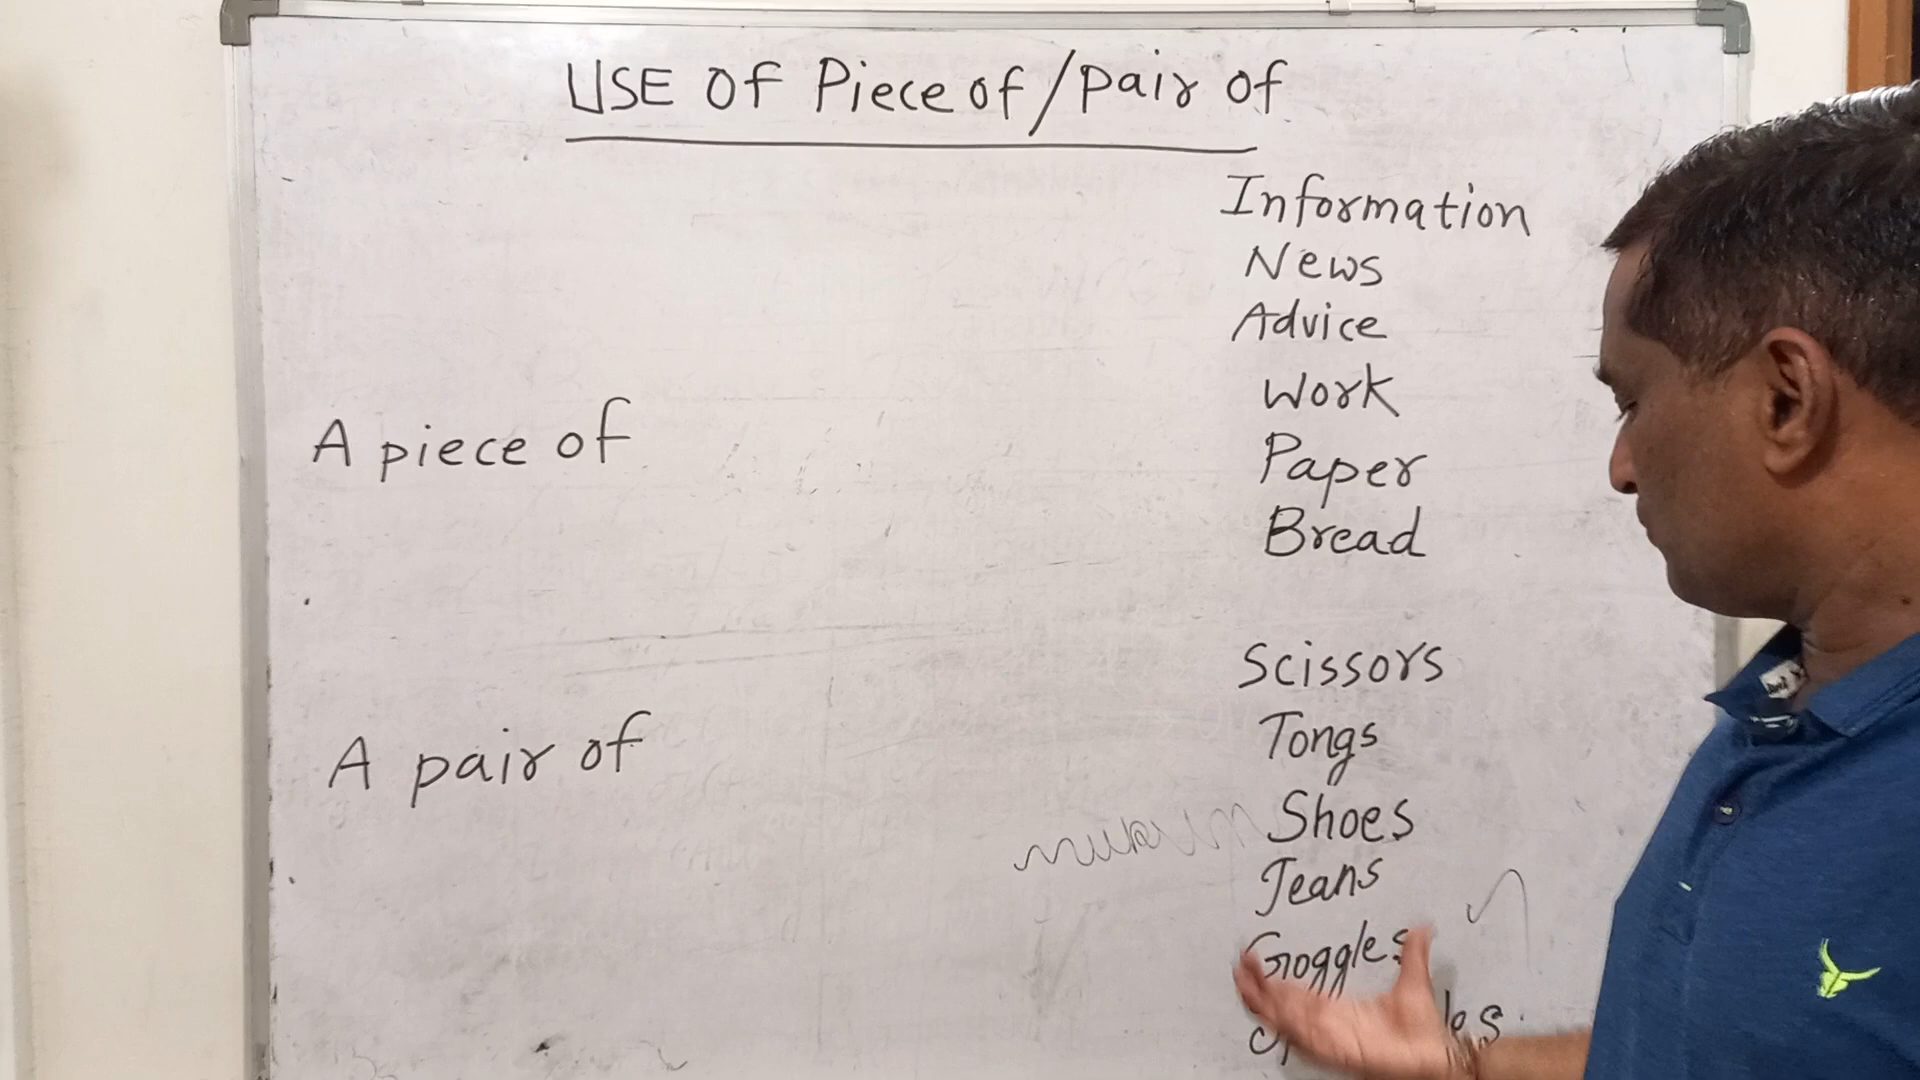 USE OF Piece of/Pair of
Information
News
Advice
Work
A piece of
Paper
Bread
Scissors
A pair of
Tongs
Shoes
Jeans
Goggles